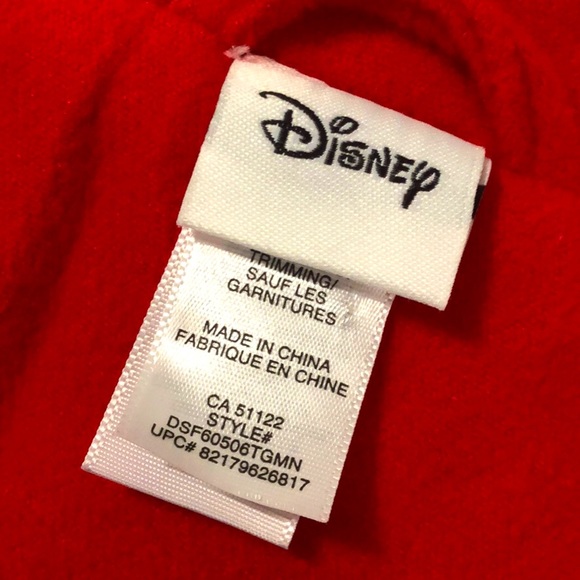 Disney
TRIMMING/
SAUF LES
GARNITURES
MADE IN CHINA
FABRIQUE EN CHINE
CA 51122
STYLE#
DSF60506TGMN
UPC# 82179626817